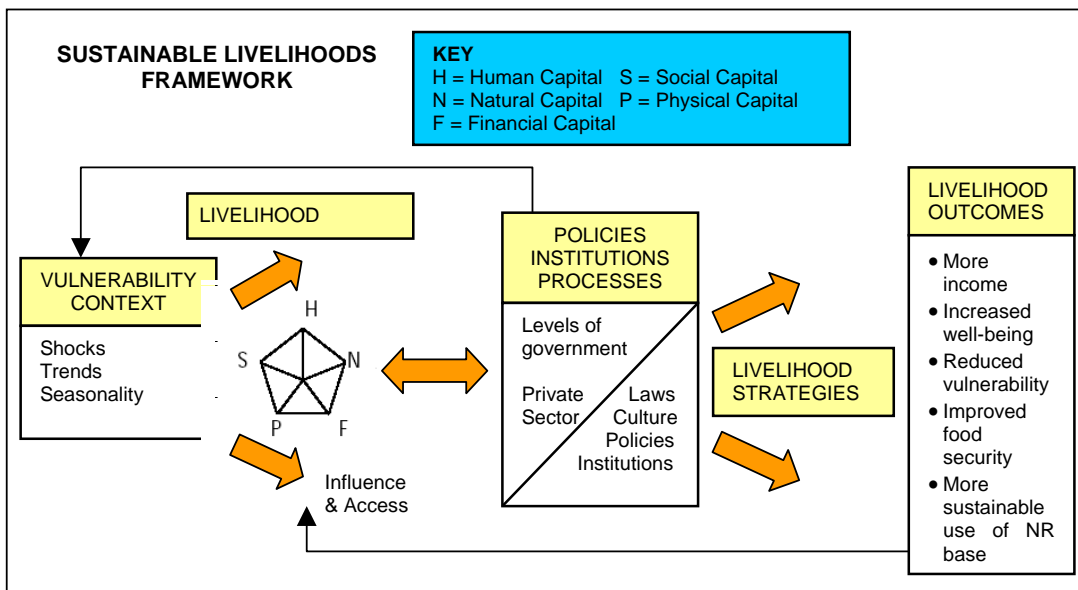 SUSTAINABLE LIVELIHOODS
FRAMEWORK
KEY
H = Human Capital S = Social Capital
N = Natural Capital P = Physical Capital
F = Financial Capital
LIVELIHOOD
VULNERABILITY
CONTEXT
Shocks
Trends
Seasonality
H
S
N
P
F
Influence
& Access
POLICIES
INSTITUTIONS
PROCESSES
Levels of
government
Private
Sector
Laws
Culture
Policies
Institutions
LIVELIHOOD
STRATEGIES
LIVELIHOOD
OUTCOMES
• More
income
• Increased
well-being
• Reduced
vulnerability
• Improved
food
security
• More
sustainable
use of NR
base